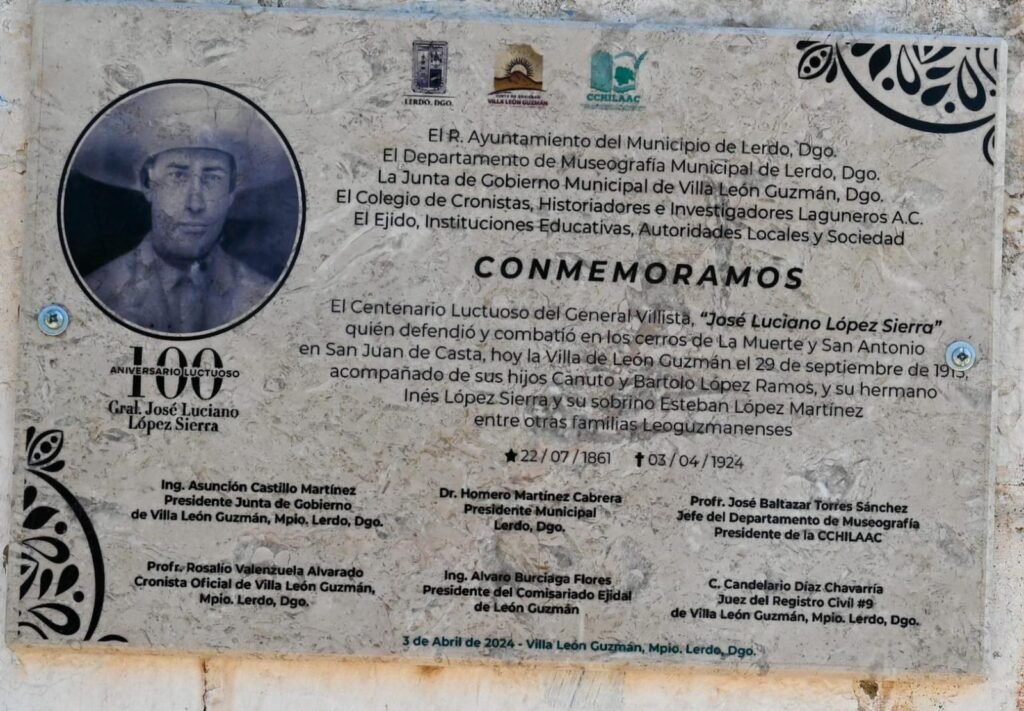 LERDO, DGO.
VILLA LEÓN GUZMÁN
CCHILAAC
El R. Ayuntamiento del Municipio de Lerdo, Dgo.
El Departamento de Museografía Municipal de Lerdo, Dgo.
La Junta de Gobierno Municipal de Villa León Guzmán, Dgo.
El Colegio de Cronistas, Historiadores e Investigadores Laguneros A.C.
El Ejido, Instituciones Educativas, Autoridades Locales y Sociedad
CONMEMORAMOS
El Centenario Luctuoso del General Villista, “José Luciano López Sierra”
quién defendió y combatió en los cerros de La Muerte y San Antonio
en San Juan de Casta, hoy la Villa de León Guzmán el 29 de septiembre de 1913,
acompañado de sus hijos Canuto y Bartolo López Ramos, y su hermano
Inés López Sierra y su sobrino Esteban López Martínez
entre otras familias Leoguzmanenses
22 / 07 / 1861 03 / 04 / 1924
100
ANIVERSARIO LUCTUOSO
Gral. José Luciano
López Sierra
Ing. Asunción Castillo Martínez
Presidente Junta de Gobierno
de Villa León Guzmán, Mpio. Lerdo, Dgo.
Dr. Homero Martínez Cabrera
Presidente Municipal
Lerdo, Dgo.
Profr. José Baltazar Torres Sánchez
Jefe del Departamento de Museografía
Presidente de la CCHILAAC
Profr. Rosalío Valenzuela Alvarado
Cronista Oficial de Villa León Guzmán,
Mpio. Lerdo, Dgo.
Ing. Alvaro Burciaga Flores
Presidente del Comisariado Ejidal
de León Guzmán
C. Candelario Díaz Chavarría
Juez del Registro Civil #9
de Villa León Guzmán, Mpio. Lerdo, Dgo.
3 de Abril de 2024 - Villa León Guzmán, Mpio. Lerdo, Dgo.